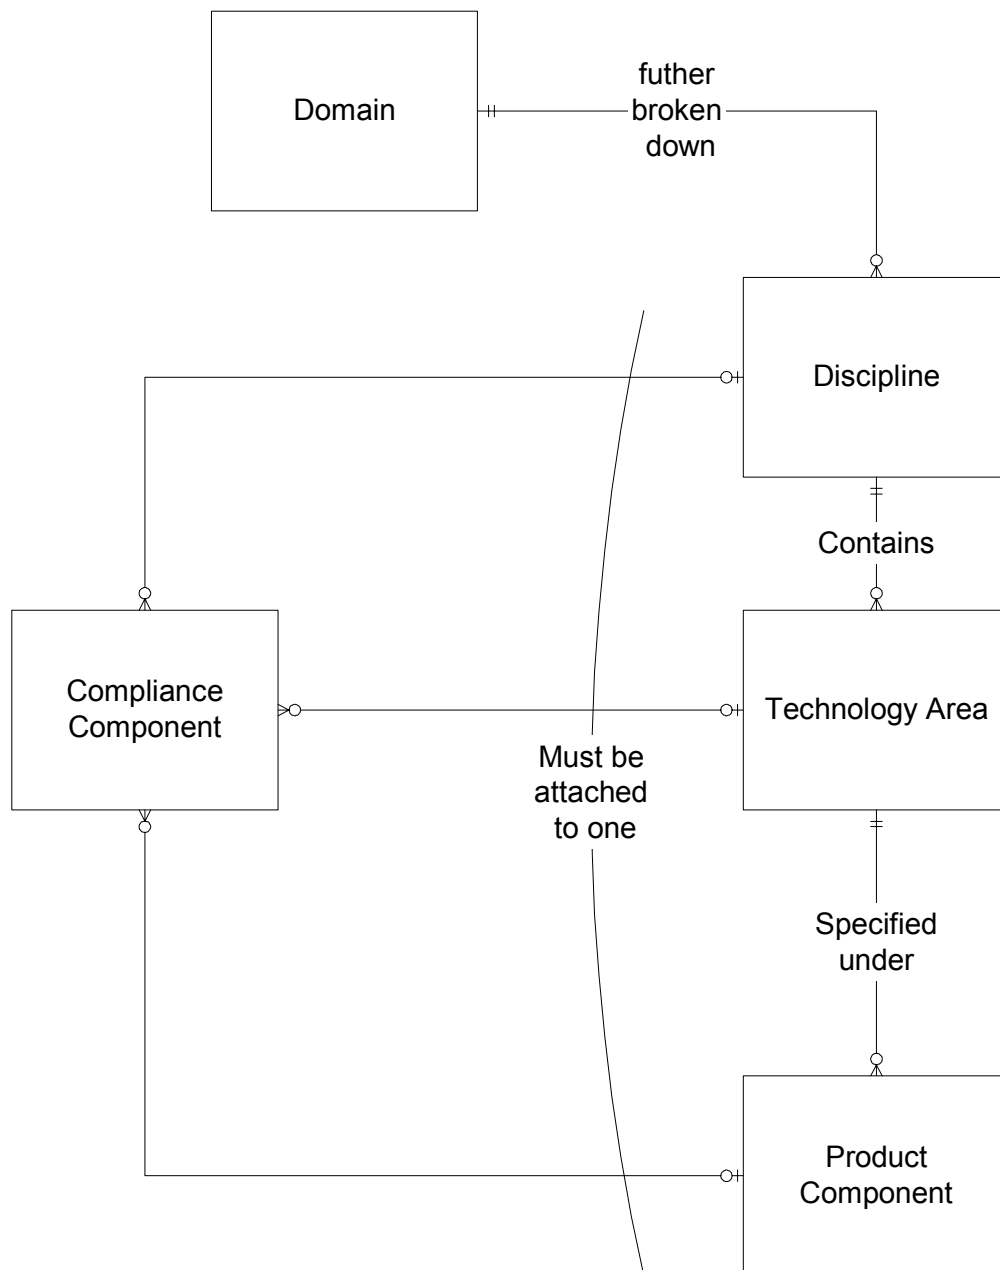 Domain
futher
broken
down
Discipline
Contains
Compliance
Component
Technology Area
Must be
attached
to one
Specified
under
Product
Component